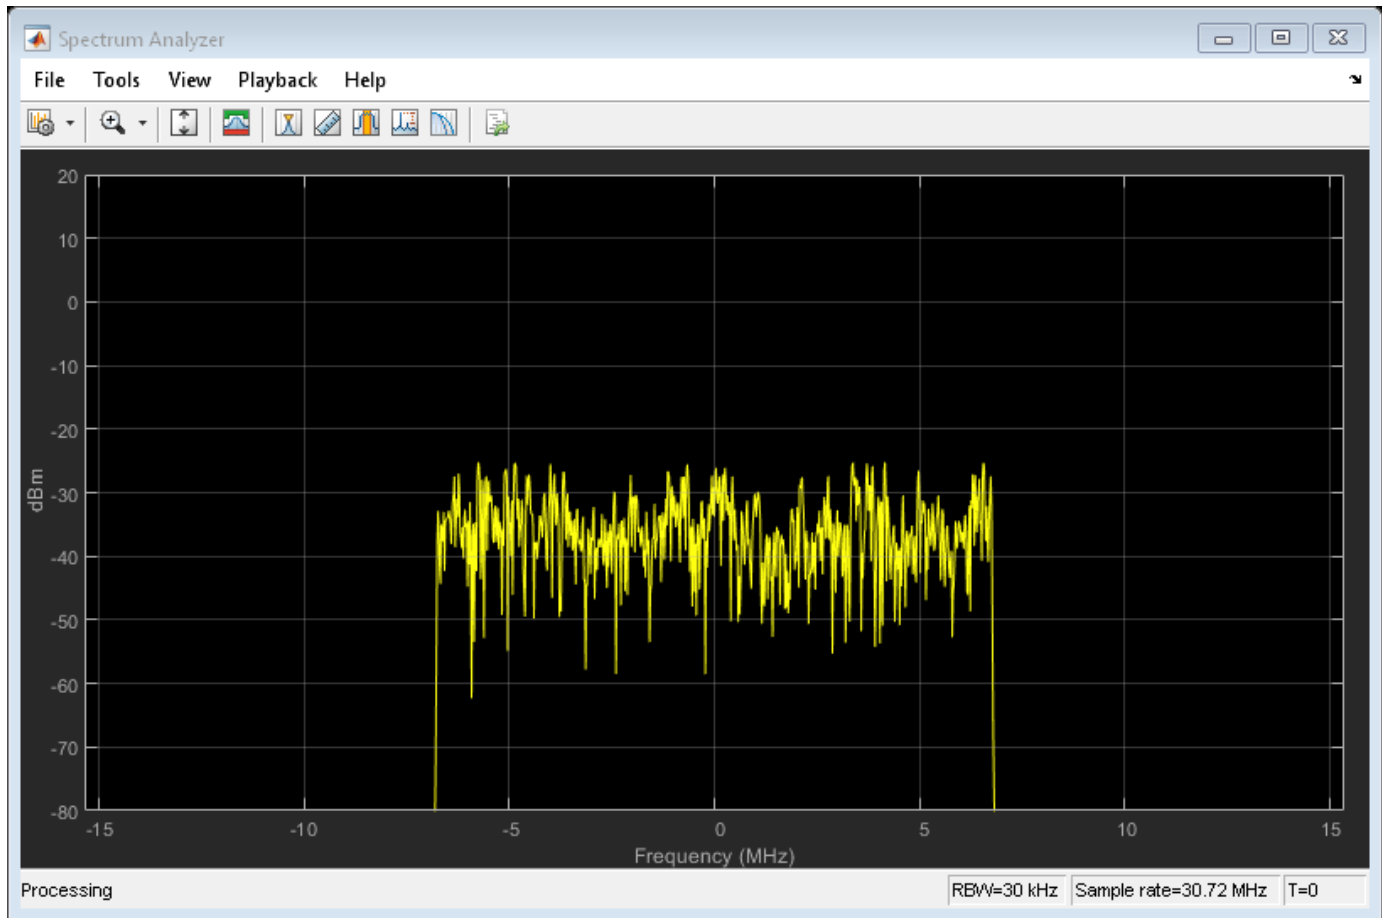 Spectrum Analyzer
File Tools View Playback Help
20
10
0
-10
-20
-30
-40
-50
-60
-70
-80
dBm
-15 -10 -5 0 5 10 15
Frequency (MHz)
Processing RBW=30 kHz Sample rate=30.72 MHz T=0